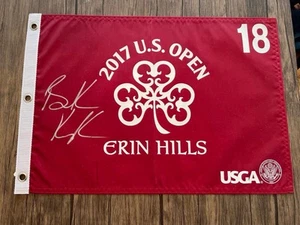 18
2017 U.S. OPEN
ERIN HILLS
USGA